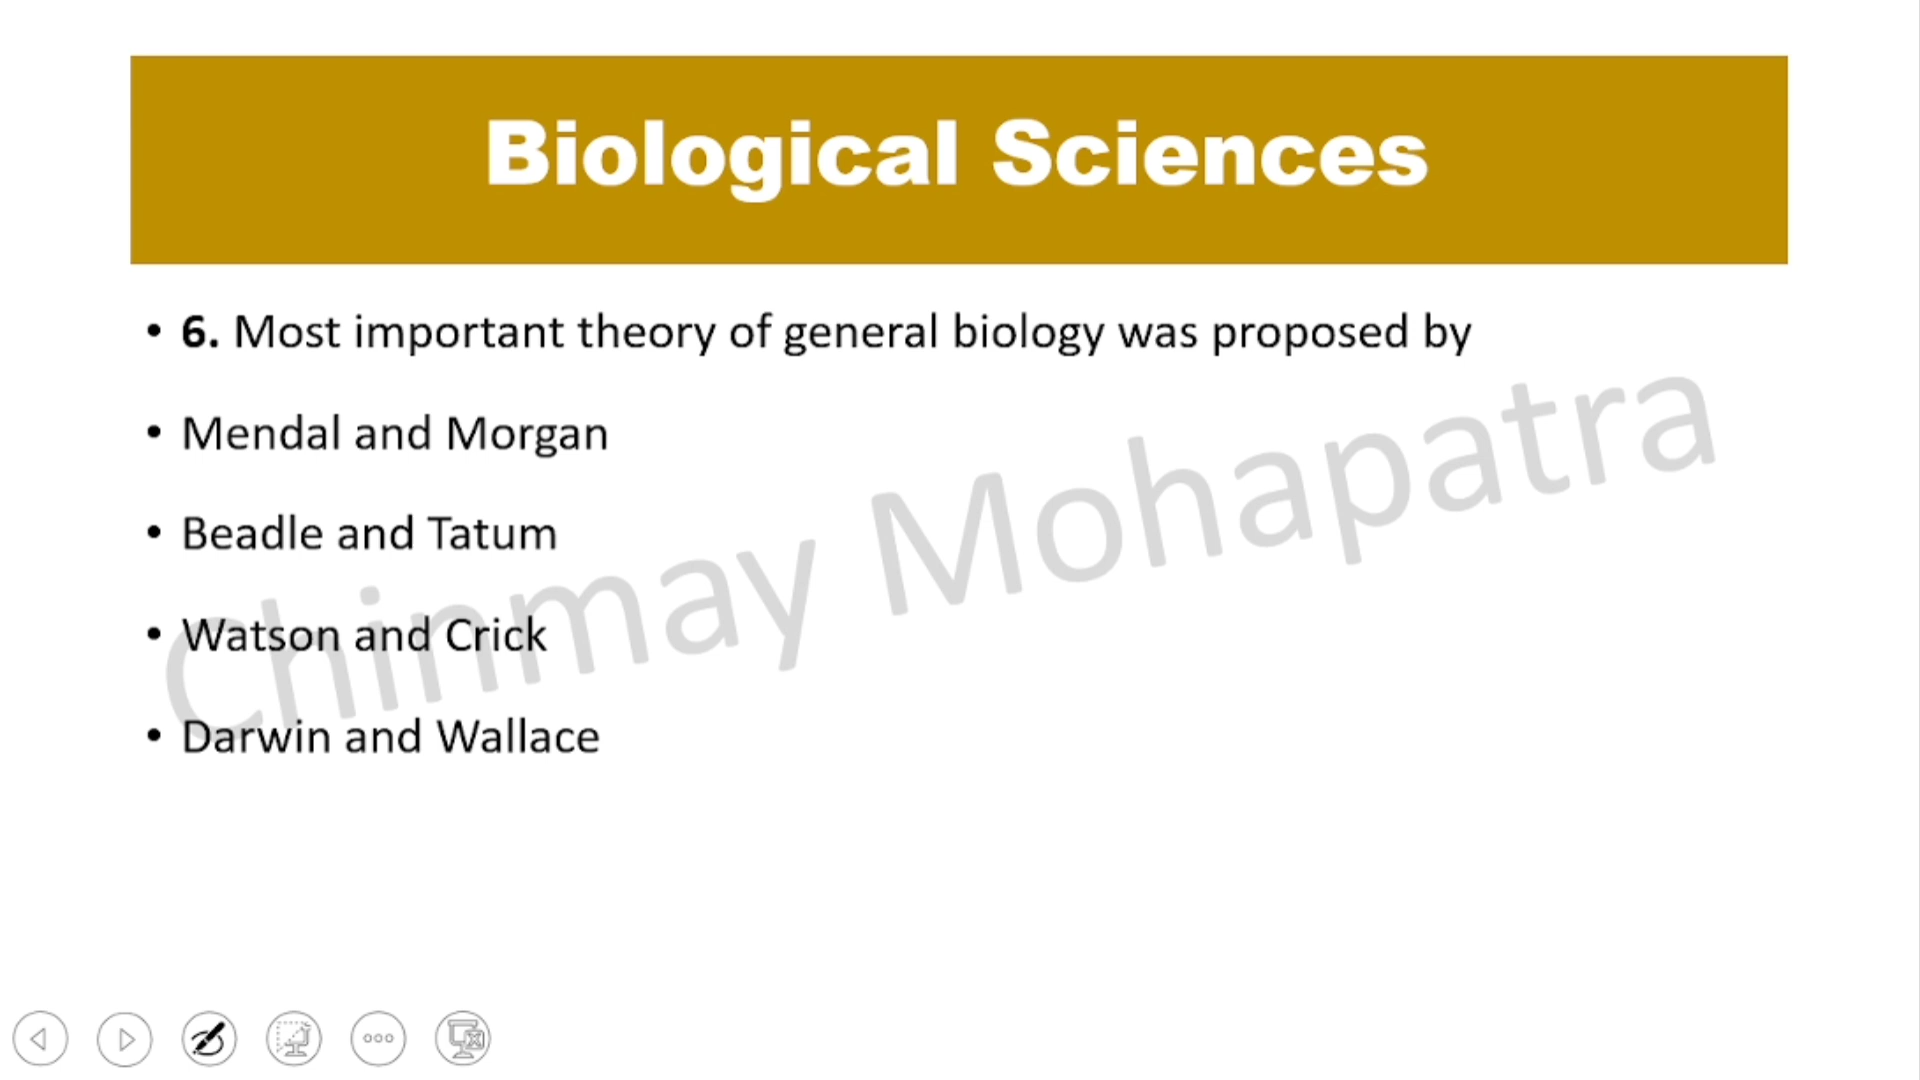 Biological Sciences
• 6. Most important theory of general biology was proposed by
• Mendal and Morgan
• Beadle and Tatum
• Watson and Crick
• Darwin and Wallace
Chinmay Mohapatra